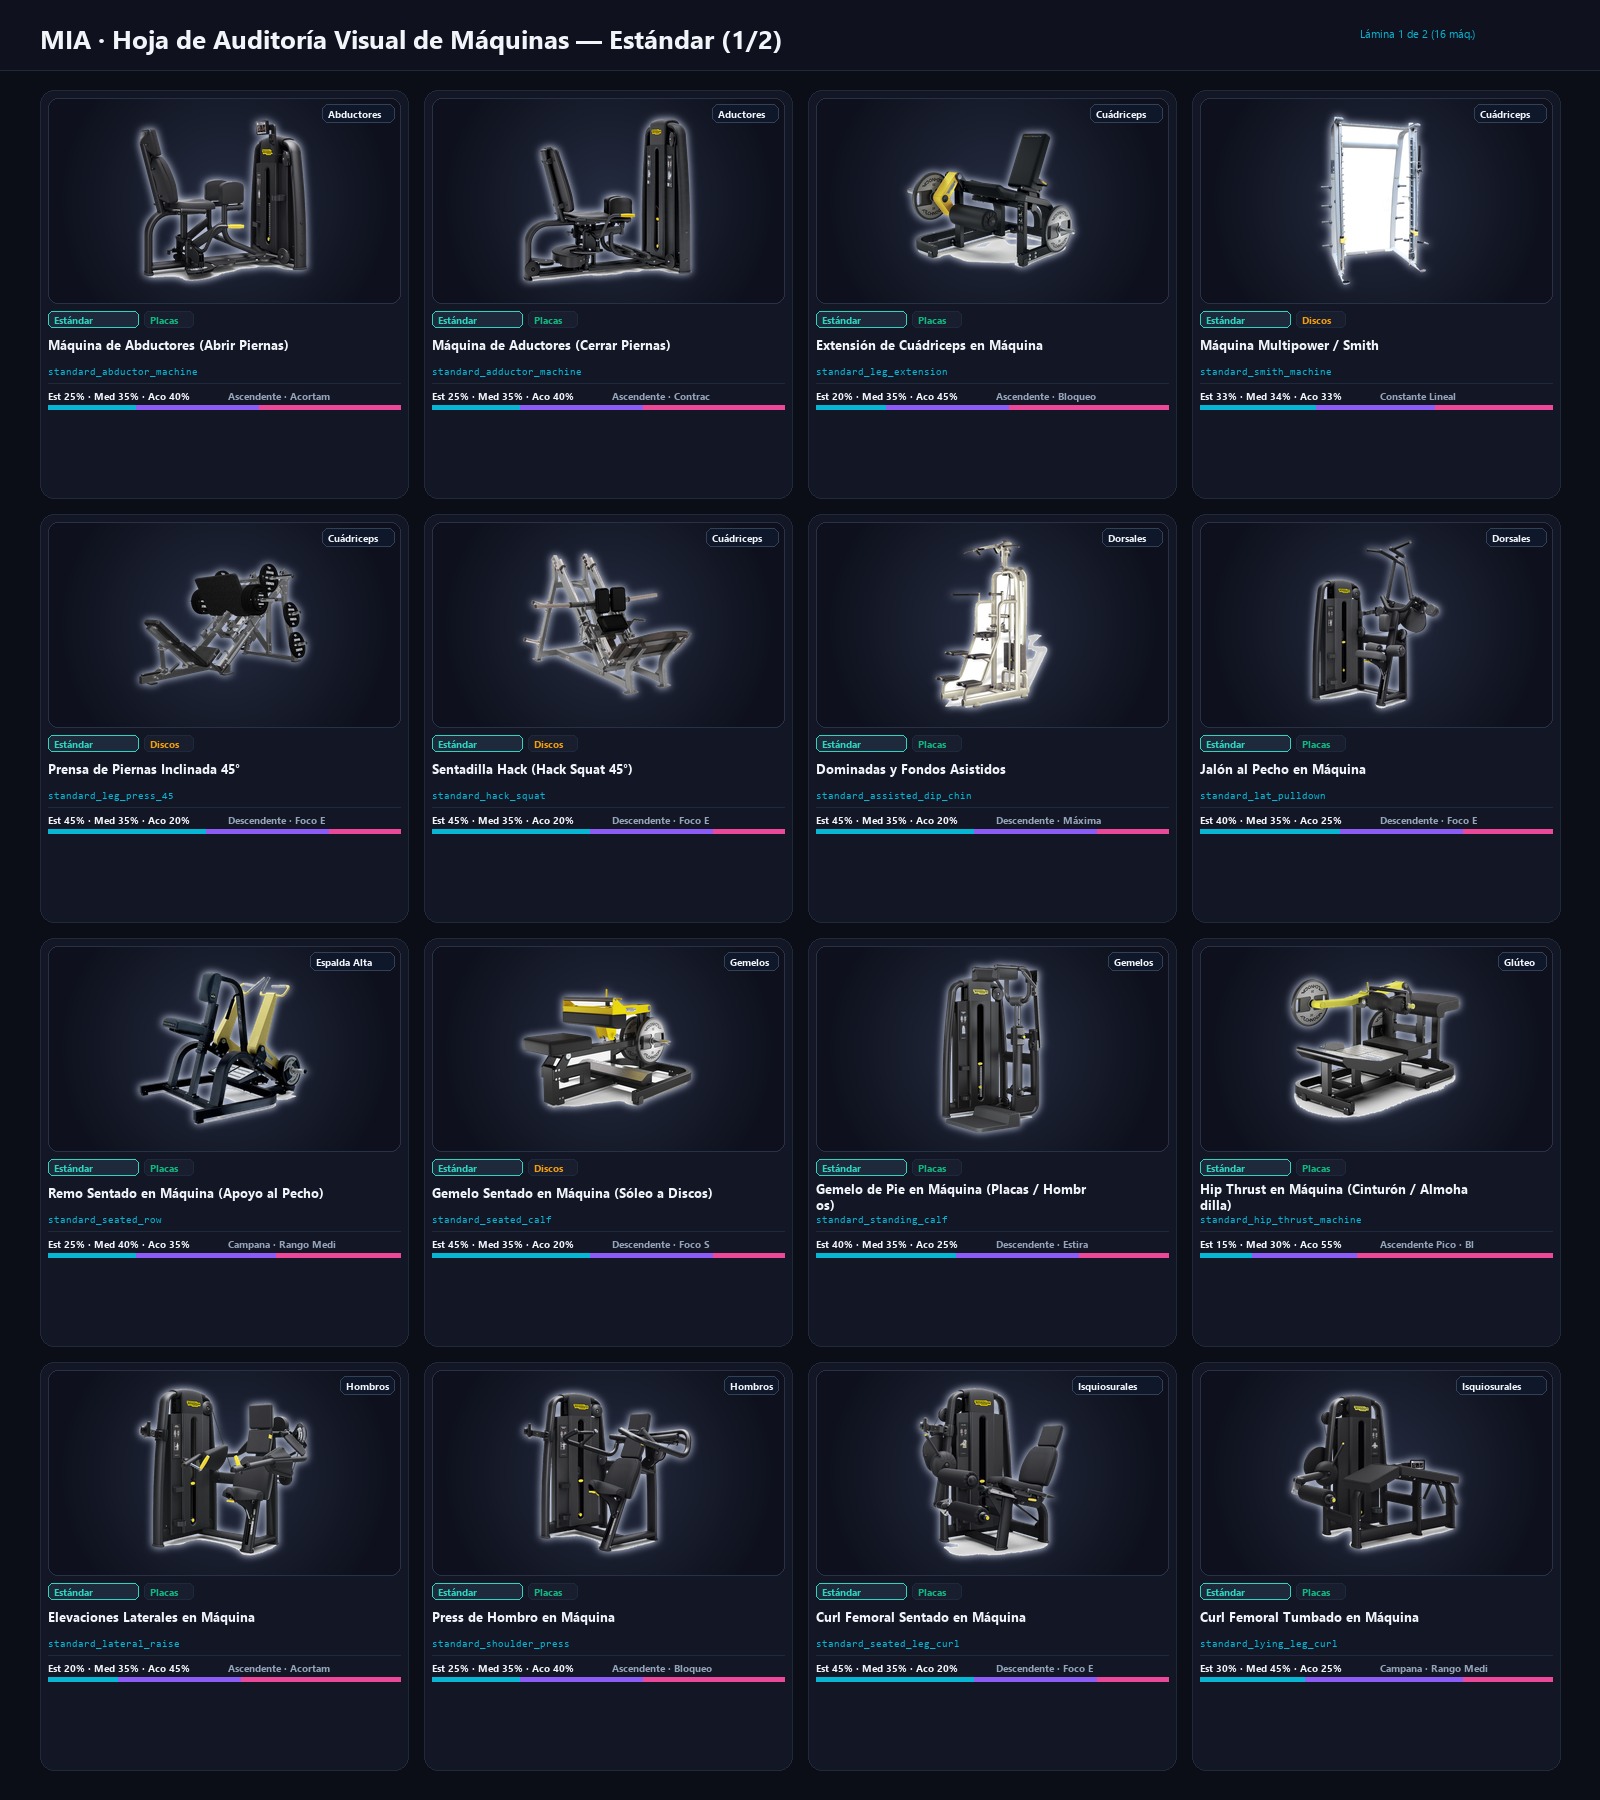 MIA · Hoja de Auditoría Visual de Máquinas — Estándar (1/2)
Lámina 1 de 2 (16 máq.)
Abductores
Estándar
Placas
Máquina de Abductores (Abrir Piernas)
standard_abductor_machine
Est 25% · Med 35% · Aco 40%
Ascendente · Acortam
Aductores
Estándar
Placas
Máquina de Aductores (Cerrar Piernas)
standard_adductor_machine
Est 25% · Med 35% · Aco 40%
Ascendente · Contrac
Cuádriceps
Estándar
Placas
Extensión de Cuádriceps en Máquina
standard_leg_extension
Est 20% · Med 35% · Aco 45%
Ascendente · Bloqueo
Cuádriceps
Estándar
Discos
Máquina Multipower / Smith
standard_smith_machine
Est 33% · Med 34% · Aco 33%
Constante Lineal
Cuádriceps
Estándar
Discos
Prensa de Piernas Inclinada 45°
standard_leg_press_45
Est 45% · Med 35% · Aco 20%
Descendente · Foco E
Cuádriceps
Estándar
Discos
Sentadilla Hack (Hack Squat 45°)
standard_hack_squat
Est 45% · Med 35% · Aco 20%
Descendente · Foco E
Dorsales
Estándar
Placas
Dominadas y Fondos Asistidos
standard_assisted_dip_chin
Est 45% · Med 35% · Aco 20%
Descendente · Máxima
Dorsales
Estándar
Placas
Jalón al Pecho en Máquina
standard_lat_pulldown
Est 40% · Med 35% · Aco 25%
Descendente · Foco E
Espalda Alta
Estándar
Placas
Remo Sentado en Máquina (Apoyo al Pecho)
standard_seated_row
Est 25% · Med 40% · Aco 35%
Campana · Rango Medi
Gemelos
Estándar
Discos
Gemelo Sentado en Máquina (Sóleo a Discos)
standard_seated_calf
Est 45% · Med 35% · Aco 20%
Descendente · Foco S
Gemelos
Estándar
Placas
Gemelo de Pie en Máquina (Placas / Hombr
os)
standard_standing_calf
Est 40% · Med 35% · Aco 25%
Descendente · Estira
Glúteo
Estándar
Placas
Hip Thrust en Máquina (Cinturón / Almoha
dilla)
standard_hip_thrust_machine
Est 15% · Med 30% · Aco 55%
Ascendente Pico · Bl
Hombros
Estándar
Placas
Elevaciones Laterales en Máquina
standard_lateral_raise
Est 20% · Med 35% · Aco 45%
Ascendente · Acortam
Hombros
Estándar
Placas
Press de Hombro en Máquina
standard_shoulder_press
Est 25% · Med 35% · Aco 40%
Ascendente · Bloqueo
Isquiosurales
Estándar
Placas
Curl Femoral Sentado en Máquina
standard_seated_leg_curl
Est 45% · Med 35% · Aco 20%
Descendente · Foco E
Isquiosurales
Estándar
Placas
Curl Femoral Tumbado en Máquina
standard_lying_leg_curl
Est 30% · Med 45% · Aco 25%
Campana · Rango Medi